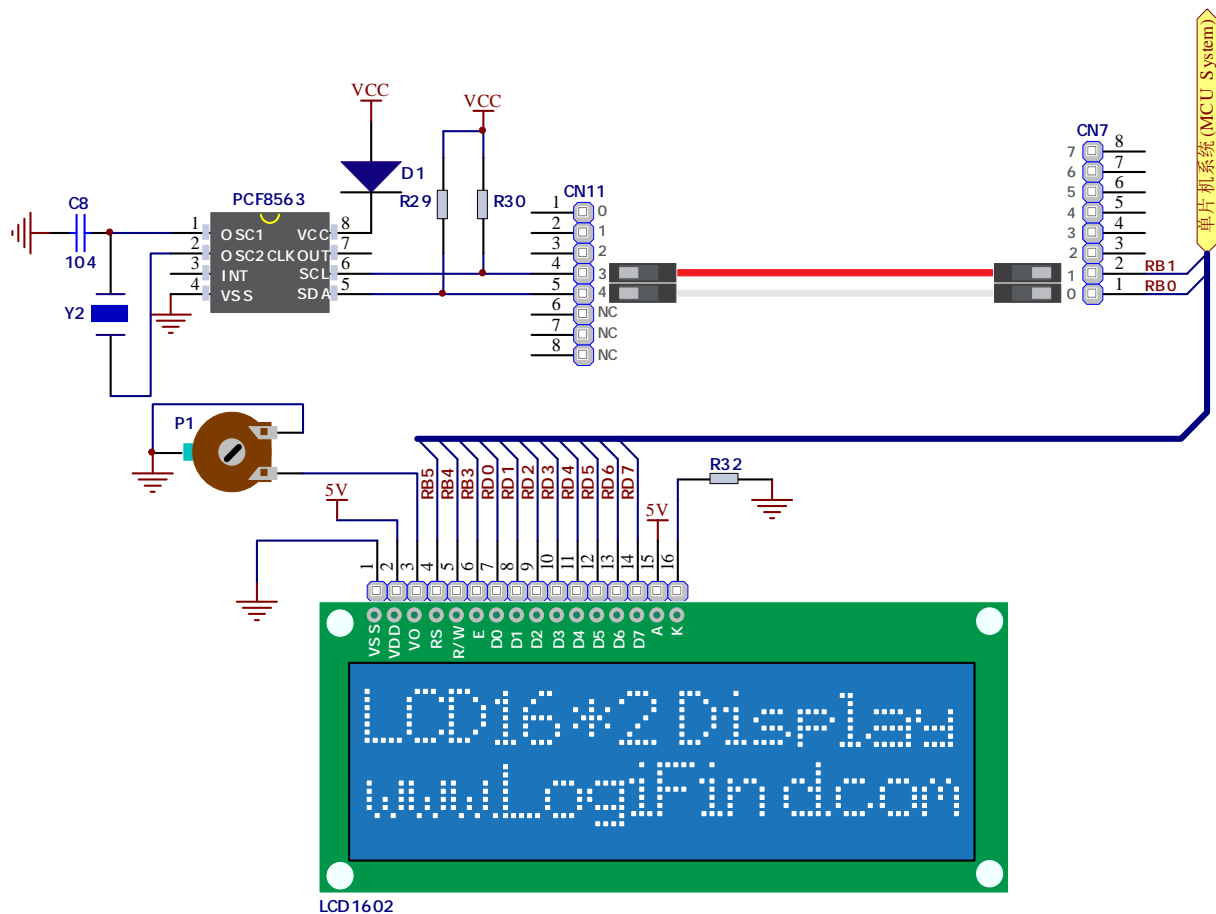 单片机系统(MCU System)
VCC
VCC
CN7
D1
PCF8563
R29
R30
CN11
C8
104
Y2
1
2
3
4
OSC1
OSC2
INT
VSS
VCC
CLKOUT
SCL
SDA
8
7
6
5
1
2
3
4
5
6
7
8
0
1
2
3
4
NC
NC
NC
7
6
5
4
3
2
1
0
8
7
6
5
4
3
2
1
RB1
RB0
P1
5V
RB5
RB4
RB3
RD0
RD1
RD2
RD3
RD4
RD5
RD6
RD7
R32
5V
1
2
3
4
5
6
7
8
9
10
11
12
13
14
15
16
VSS
VDD
VO
RS
R/W
E
D0
D1
D2
D3
D4
D5
D6
D7
A
K
LCD16*2 Display
www.LogiFind.com
LCD1602